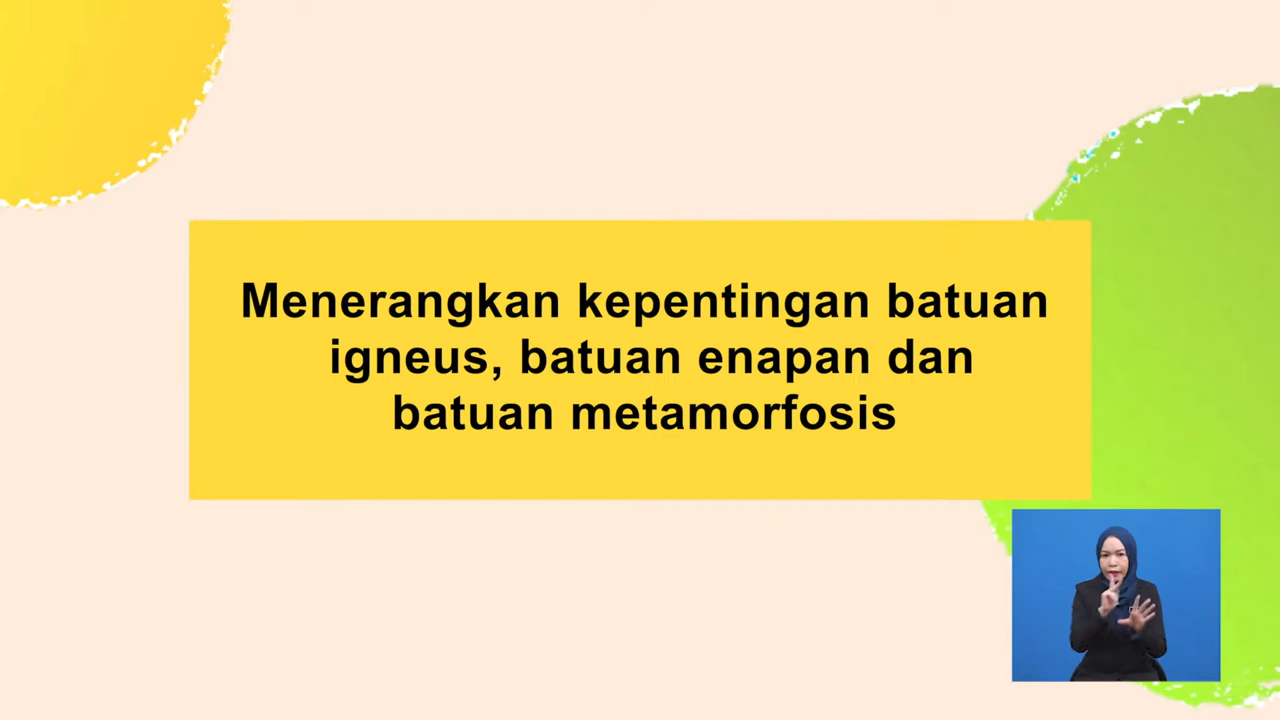 Menerangkan kepentingan batuan
igneus, batuan enapan dan
batuan metamorfosis